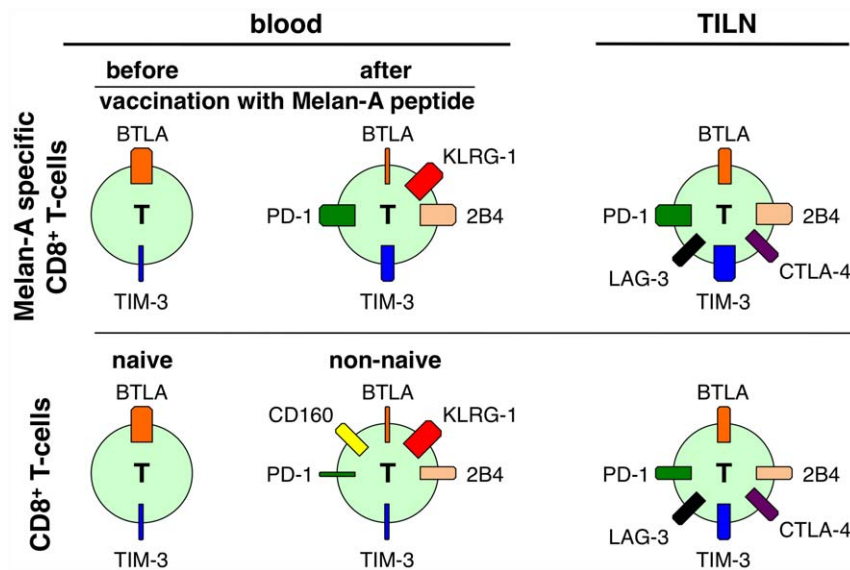 blood
TILN
before
after
vaccination with Melan-A peptide
Melan-A specific
CD8+ T-cells
BTLA
T
TIM-3
BTLA
KLRG-1
PD-1
T
2B4
TIM-3
BTLA
PD-1
T
2B4
LAG-3
CTLA-4
TIM-3
CD8+ T-cells
naive
BTLA
T
TIM-3
non-naive
BTLA
CD160
KLRG-1
PD-1
T
2B4
TIM-3
BTLA
PD-1
T
2B4
LAG-3
CTLA-4
TIM-3